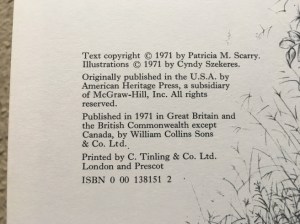 Text copyright © 1971 by Patricia M. Scarry.
Illustrations © 1971 by Cyndy Szekeres.
Originally published in the U.S.A. by
American Heritage Press, a subsidiary
of McGraw-Hill, Inc. All rights
reserved.
Published in 1971 in Great Britain and
the British Commonwealth except
Canada, by William Collins Sons
& Co. Ltd.
Printed by C. Tinling & Co. Ltd.
London and Prescot
ISBN 0 00 138151 2